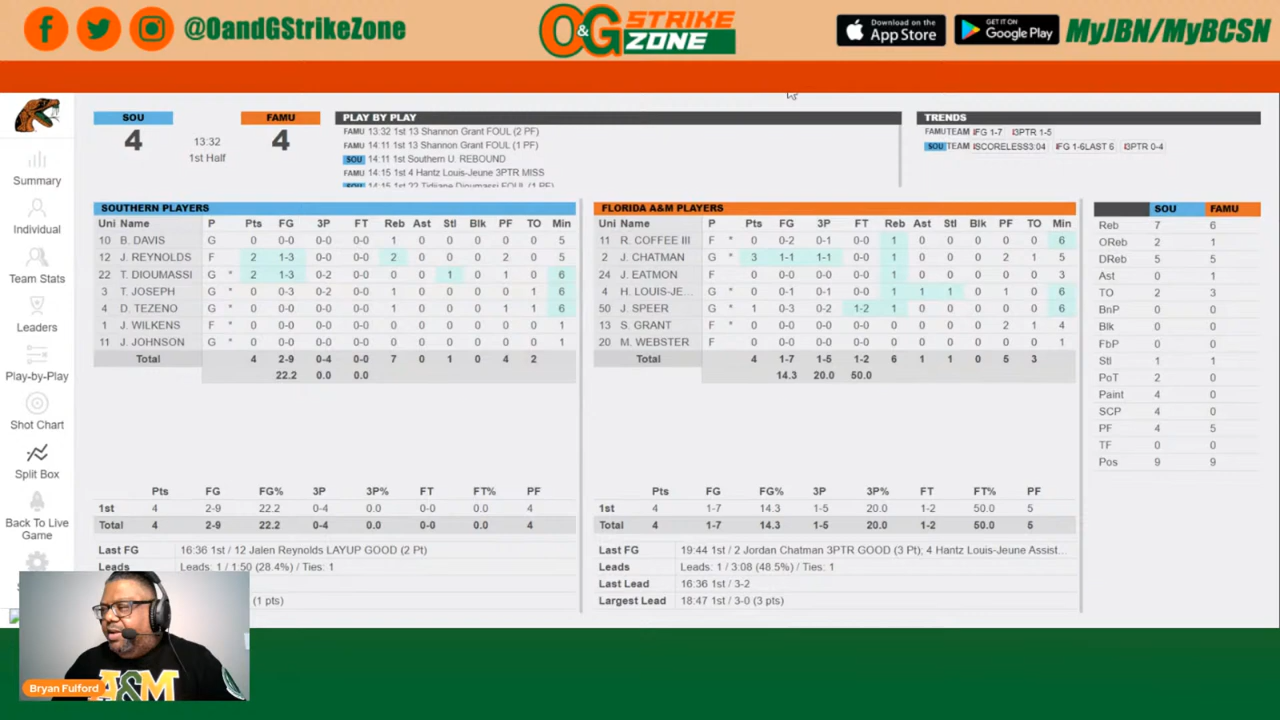 @OandGStrikeZone
O&G STRIKE ZONE
Download on the App Store
GET IT ON Google Play
MyJBN/MyBCSN
SOU FAMU
4 13:32 1st Half 4
PLAY BY PLAY
FAMU 13:32 1st 13 Shannon Grant FOUL (2 PF)
FAMU 14:11 1st 13 Shannon Grant FOUL (1 PF)
SOU 14:11 1st Southern U. REBOUND
FAMU 14:15 1st 4 Hantz Louis-Jeune 3PTR MISS
SOU 14:15 1st 22 Tidjiane Dioumassi FOUL (1 PF)
TRENDS
FAMU TEAM FG 1-7 3PTR 1-5
SOU TEAM SCORELESS 3:04 FG 1-6 LAST 6 3PTR 0-4
Summary
Individual
Team Stats
Leaders
Play-by-Play
Shot Chart
Split Box
Back To Live Game
SOUTHERN PLAYERS
Uni Name P Pts FG 3P FT Reb Ast Stl Blk PF TO Min
10 B. DAVIS G 0 0-0 0-0 0-0 1 0 0 0 0 0 5
12 J. REYNOLDS F 2 1-3 0-0 0-0 2 0 0 0 2 0 5
22 T. DIOUMASSI G * 2 1-3 0-2 0-0 0 0 1 0 1 0 6
3 T. JOSEPH G * 0 0-3 0-2 0-0 1 0 0 0 0 1 6
4 D. TEZENO G * 0 0-0 0-0 0-0 1 0 0 0 1 1 6
1 J. WILKENS F * 0 0-0 0-0 0-0 0 0 0 0 0 0 1
11 J. JOHNSON G * 0 0-0 0-0 0-0 0 0 0 0 0 0 1
Total 4 2-9 0-4 0-0 7 0 1 0 4 2
22.2 0.0 0.0
Pts FG FG% 3P 3P% FT FT% PF
1st 4 2-9 22.2 0-4 0.0 0-0 0.0 4
Total 4 2-9 22.2 0-4 0.0 0-0 0.0 4
Last FG 16:36 1st / 12 Jalen Reynolds LAYUP GOOD (2 Pt)
Leads Leads: 1 / 1:50 (28.4%) / Ties: 1
(1 pts)
FLORIDA A&M PLAYERS
Uni Name P Pts FG 3P FT Reb Ast Stl Blk PF TO Min
11 R. COFFEE III F * 0 0-2 0-1 0-0 1 0 0 0 0 0 6
2 J. CHATMAN G * 3 1-1 1-1 0-0 1 0 0 0 2 1 5
24 J. EATMON F 0 0-0 0-0 0-0 1 0 0 0 0 0 3
4 H. LOUIS-JE... G * 0 0-1 0-1 0-0 1 1 1 0 1 0 6
50 J. SPEER G * 1 0-3 0-2 1-2 1 0 0 0 0 0 6
13 S. GRANT F * 0 0-0 0-0 0-0 0 0 0 0 2 1 4
20 M. WEBSTER F 0 0-0 0-0 0-0 0 0 0 0 0 0 1
Total 4 1-7 1-5 1-2 6 1 1 0 5 3
14.3 20.0 50.0
Pts FG FG% 3P 3P% FT FT% PF
1st 4 1-7 14.3 1-5 20.0 1-2 50.0 5
Total 4 1-7 14.3 1-5 20.0 1-2 50.0 5
Last FG 19:44 1st / 2 Jordan Chatman 3PTR GOOD (3 Pt); 4 Hantz Louis-Jeune Assist...
Leads Leads: 1 / 3:08 (48.5%) / Ties: 1
Last Lead 16:36 1st / 3-2
Largest Lead 18:47 1st / 3-0 (3 pts)
SOU FAMU
Reb 7 6
OReb 2 1
DReb 5 5
Ast 0 1
TO 2 3
BnP 0 0
Blk 0 0
FbP 0 0
Stl 1 1
PoT 2 0
Paint 4 0
SCP 4 0
PF 4 5
TF 0 0
Pos 9 9
A&M
Bryan Fulford